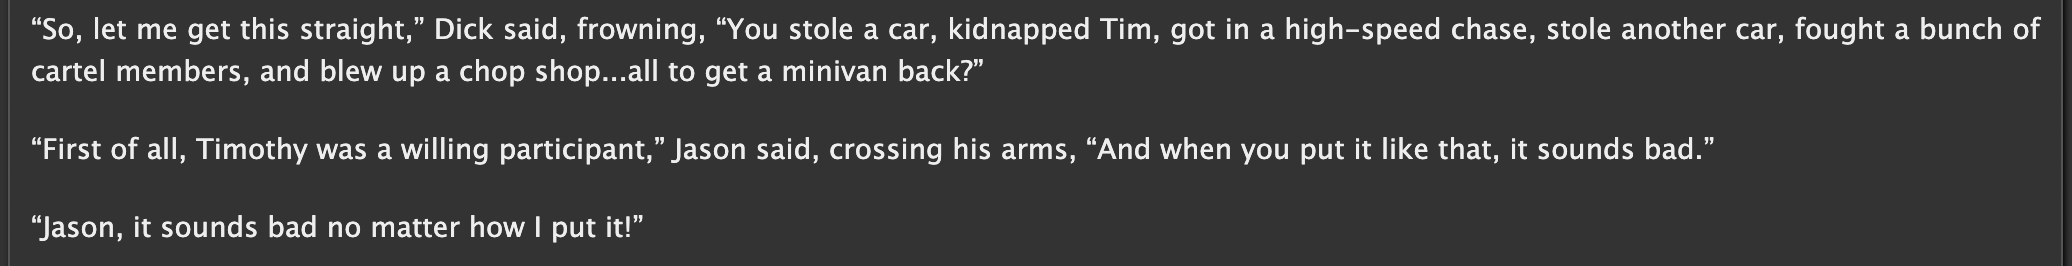 “So, let me get this straight,” Dick said, frowning, “You stole a car, kidnapped Tim, got in a high-speed chase, stole another car, fought a bunch of
cartel members, and blew up a chop shop...all to get a minivan back?”
“First of all, Timothy was a willing participant,” Jason said, crossing his arms, “And when you put it like that, it sounds bad.”
“Jason, it sounds bad no matter how I put it!”